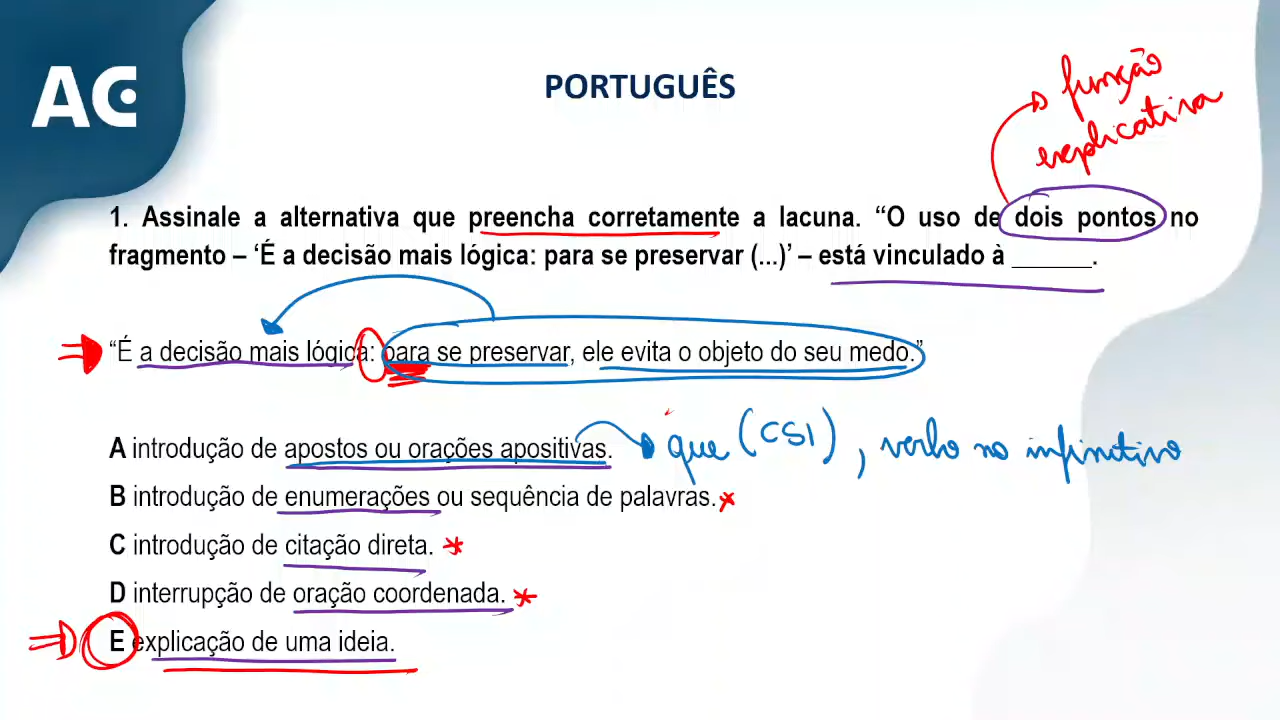 AC
PORTUGUÊS
função
explicativa
1. Assinale a alternativa que preencha corretamente a lacuna. “O uso de dois pontos no
fragmento – ‘É a decisão mais lógica: para se preservar (...)’ – está vinculado à ______.
“É a decisão mais lógica: para se preservar, ele evita o objeto do seu medo.”
A introdução de apostos ou orações apositivas.
que (CSI), verbo no infinitivo
B introdução de enumerações ou sequência de palavras.
C introdução de citação direta.
D interrupção de oração coordenada.
E explicação de uma ideia.